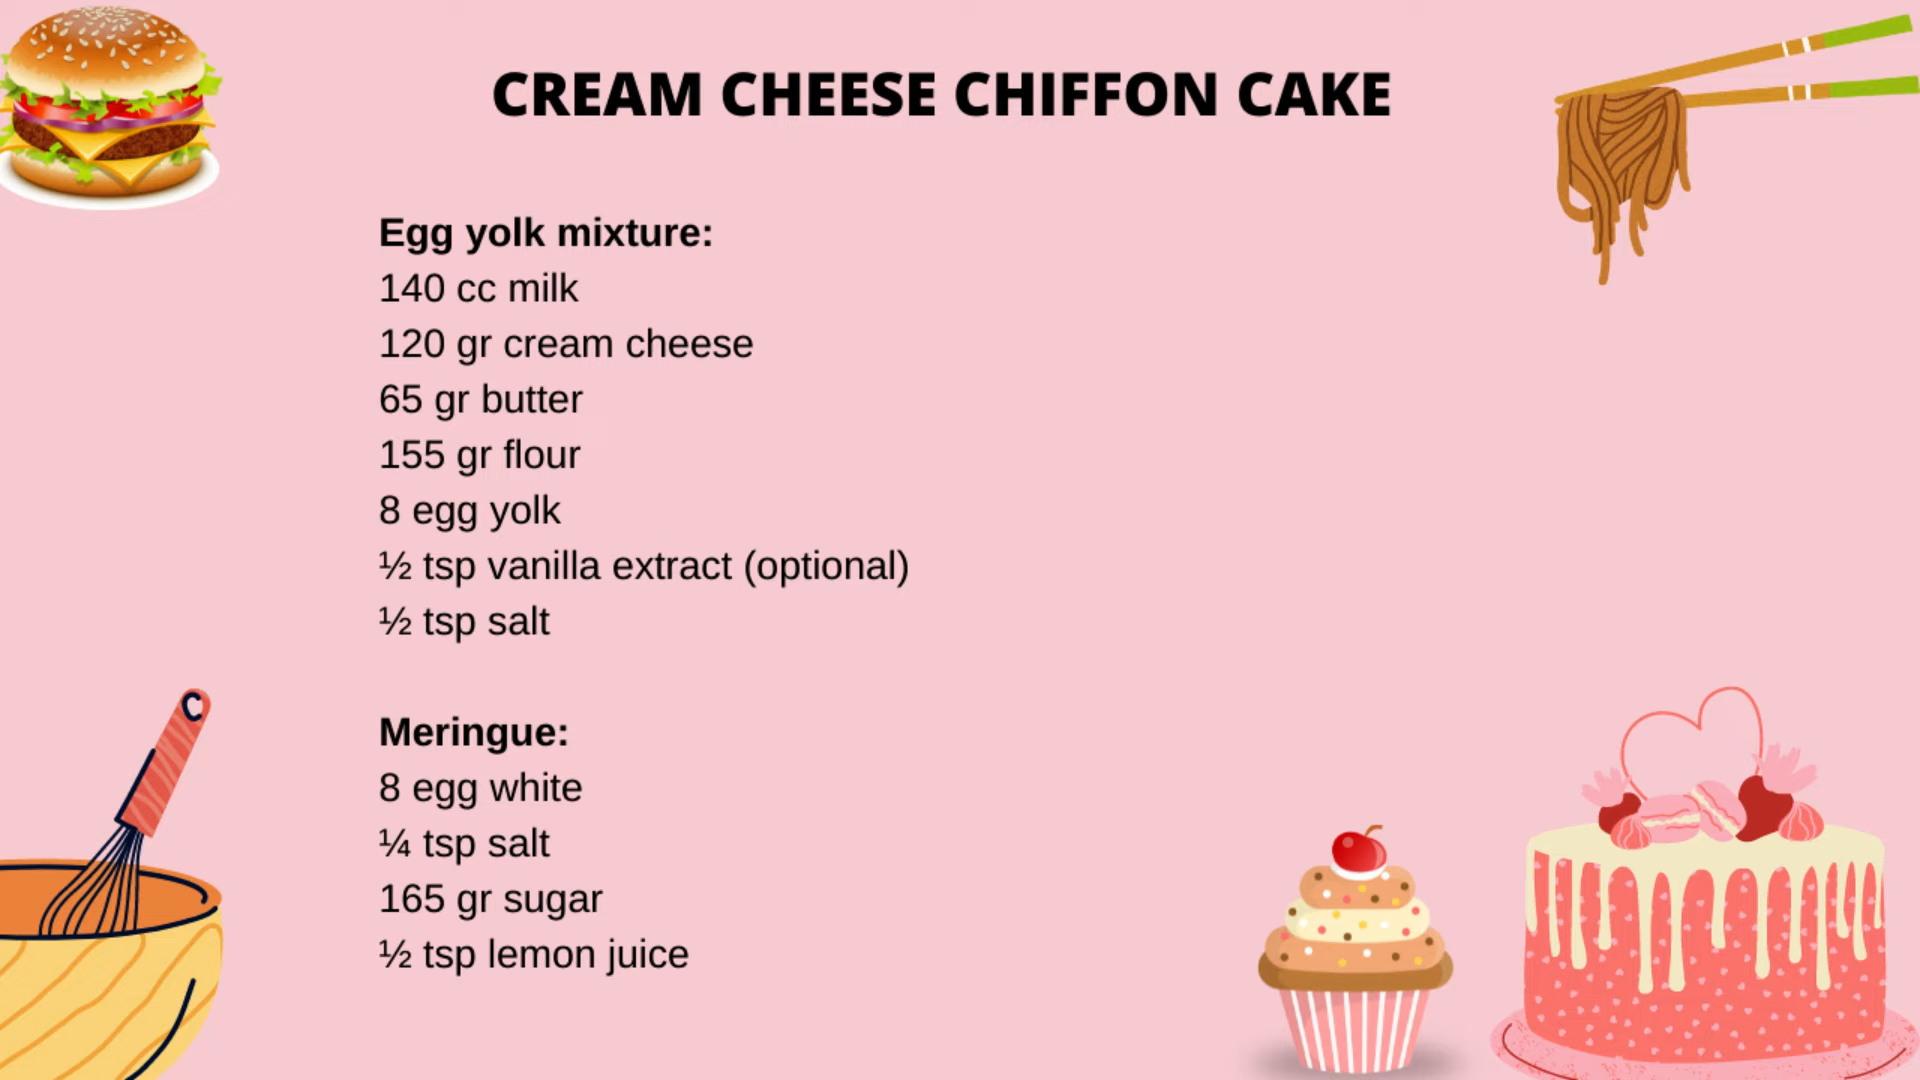 CREAM CHEESE CHIFFON CAKE
Egg yolk mixture:
140 cc milk
120 gr cream cheese
65 gr butter
155 gr flour
8 egg yolk
½ tsp vanilla extract (optional)
½ tsp salt
Meringue:
8 egg white
¼ tsp salt
165 gr sugar
½ tsp lemon juice